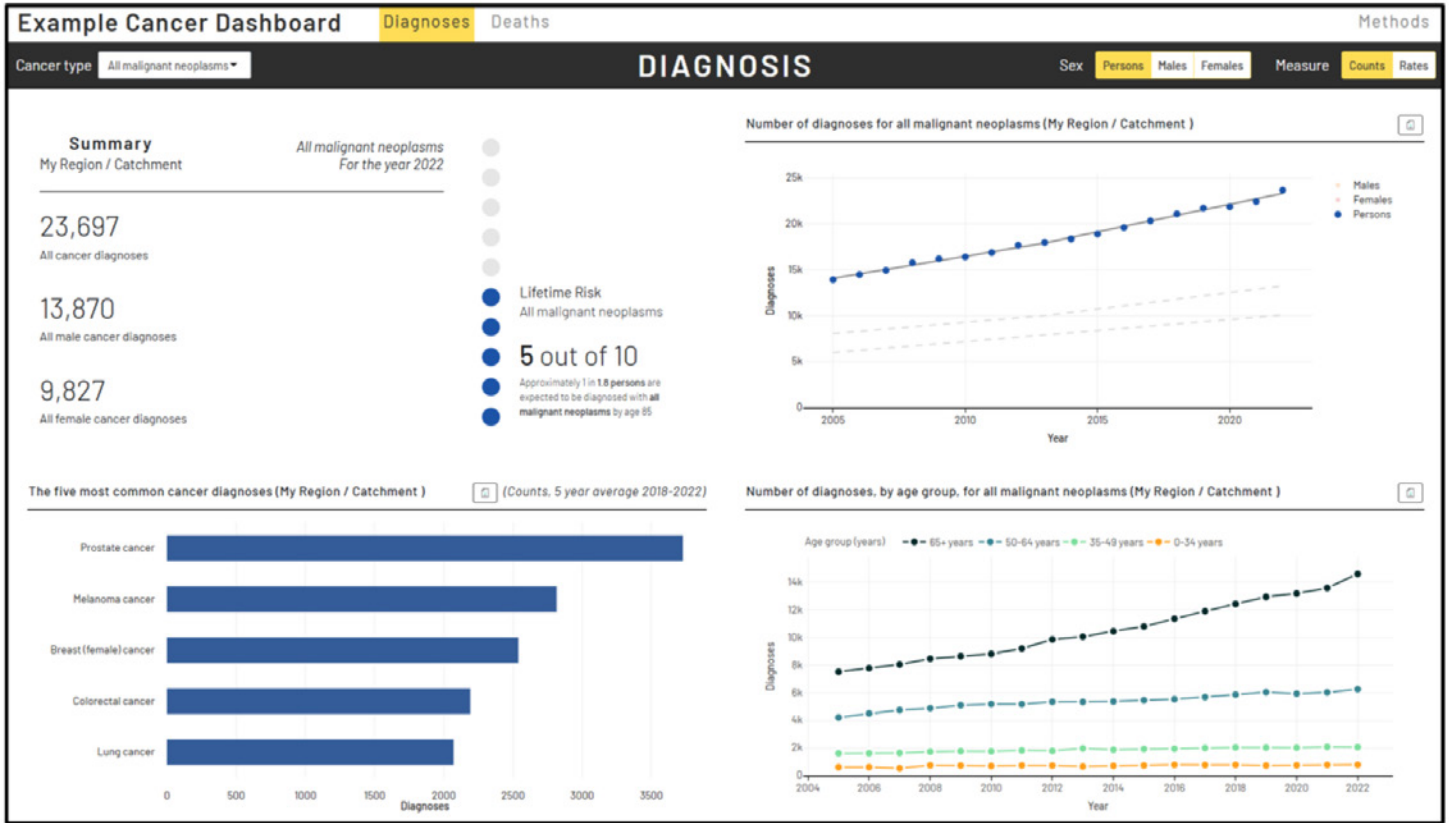 Example Cancer Dashboard Diagnoses Deaths Methods
Cancer type All malignant neoplasms DIAGNOSIS Sex Persons Males Females Measure Counts Rates
Summary
My Region / Catchment
All malignant neoplasms
For the year 2022
23,697
All cancer diagnoses
13,870
All male cancer diagnoses
9,827
All female cancer diagnoses
Lifetime Risk
All malignant neoplasms
5 out of 10
Approximately 1 in 1.8 persons are
expected to be diagnosed with all
malignant neoplasms by age 85
Number of diagnoses for all malignant neoplasms (My Region / Catchment )
25k
20k
15k
10k
5k
0
Diagnoses
2005 2010 2015 2020
Year
Males
Females
Persons
The five most common cancer diagnoses (My Region / Catchment ) (Counts, 5 year average 2018-2022)
Prostate cancer
Melanoma cancer
Breast (female) cancer
Colorectal cancer
Lung cancer
0 500 1000 1500 2000 2500 3000 3500
Diagnoses
Number of diagnoses, by age group, for all malignant neoplasms (My Region / Catchment )
Age group (years) 65+ years 50-64 years 35-49 years 0-34 years
14k
12k
10k
8k
6k
4k
2k
0
Diagnoses
2004 2006 2008 2010 2012 2014 2016 2018 2020 2022
Year